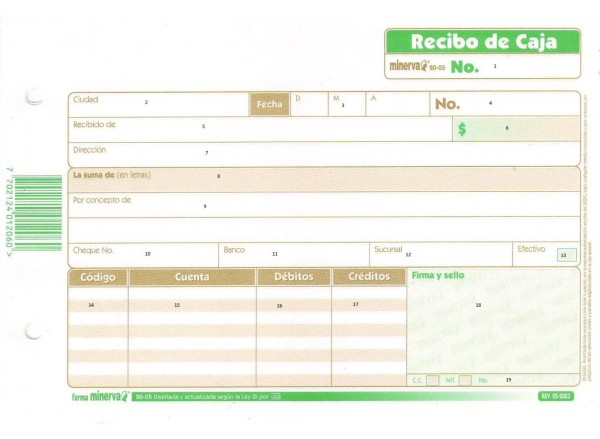 Recibo de Caja
minerva 20-05 No. 1
Ciudad 2 Fecha D M 3 A No. 4
Recibido de 5 $ 6
Dirección 7
La suma de (en letras) 8
Por concepto de 9
Cheque No. 10 Banco 11 Sucursal 12 Efectivo 13
Código Cuenta Débitos Créditos Firma y sello
14 15 16 17 18
C.C. NIT No. 19
forma minerva 20-05 Diseñada y actualizada según la Ley © por REV. 05-2003
7 702124 012060 >